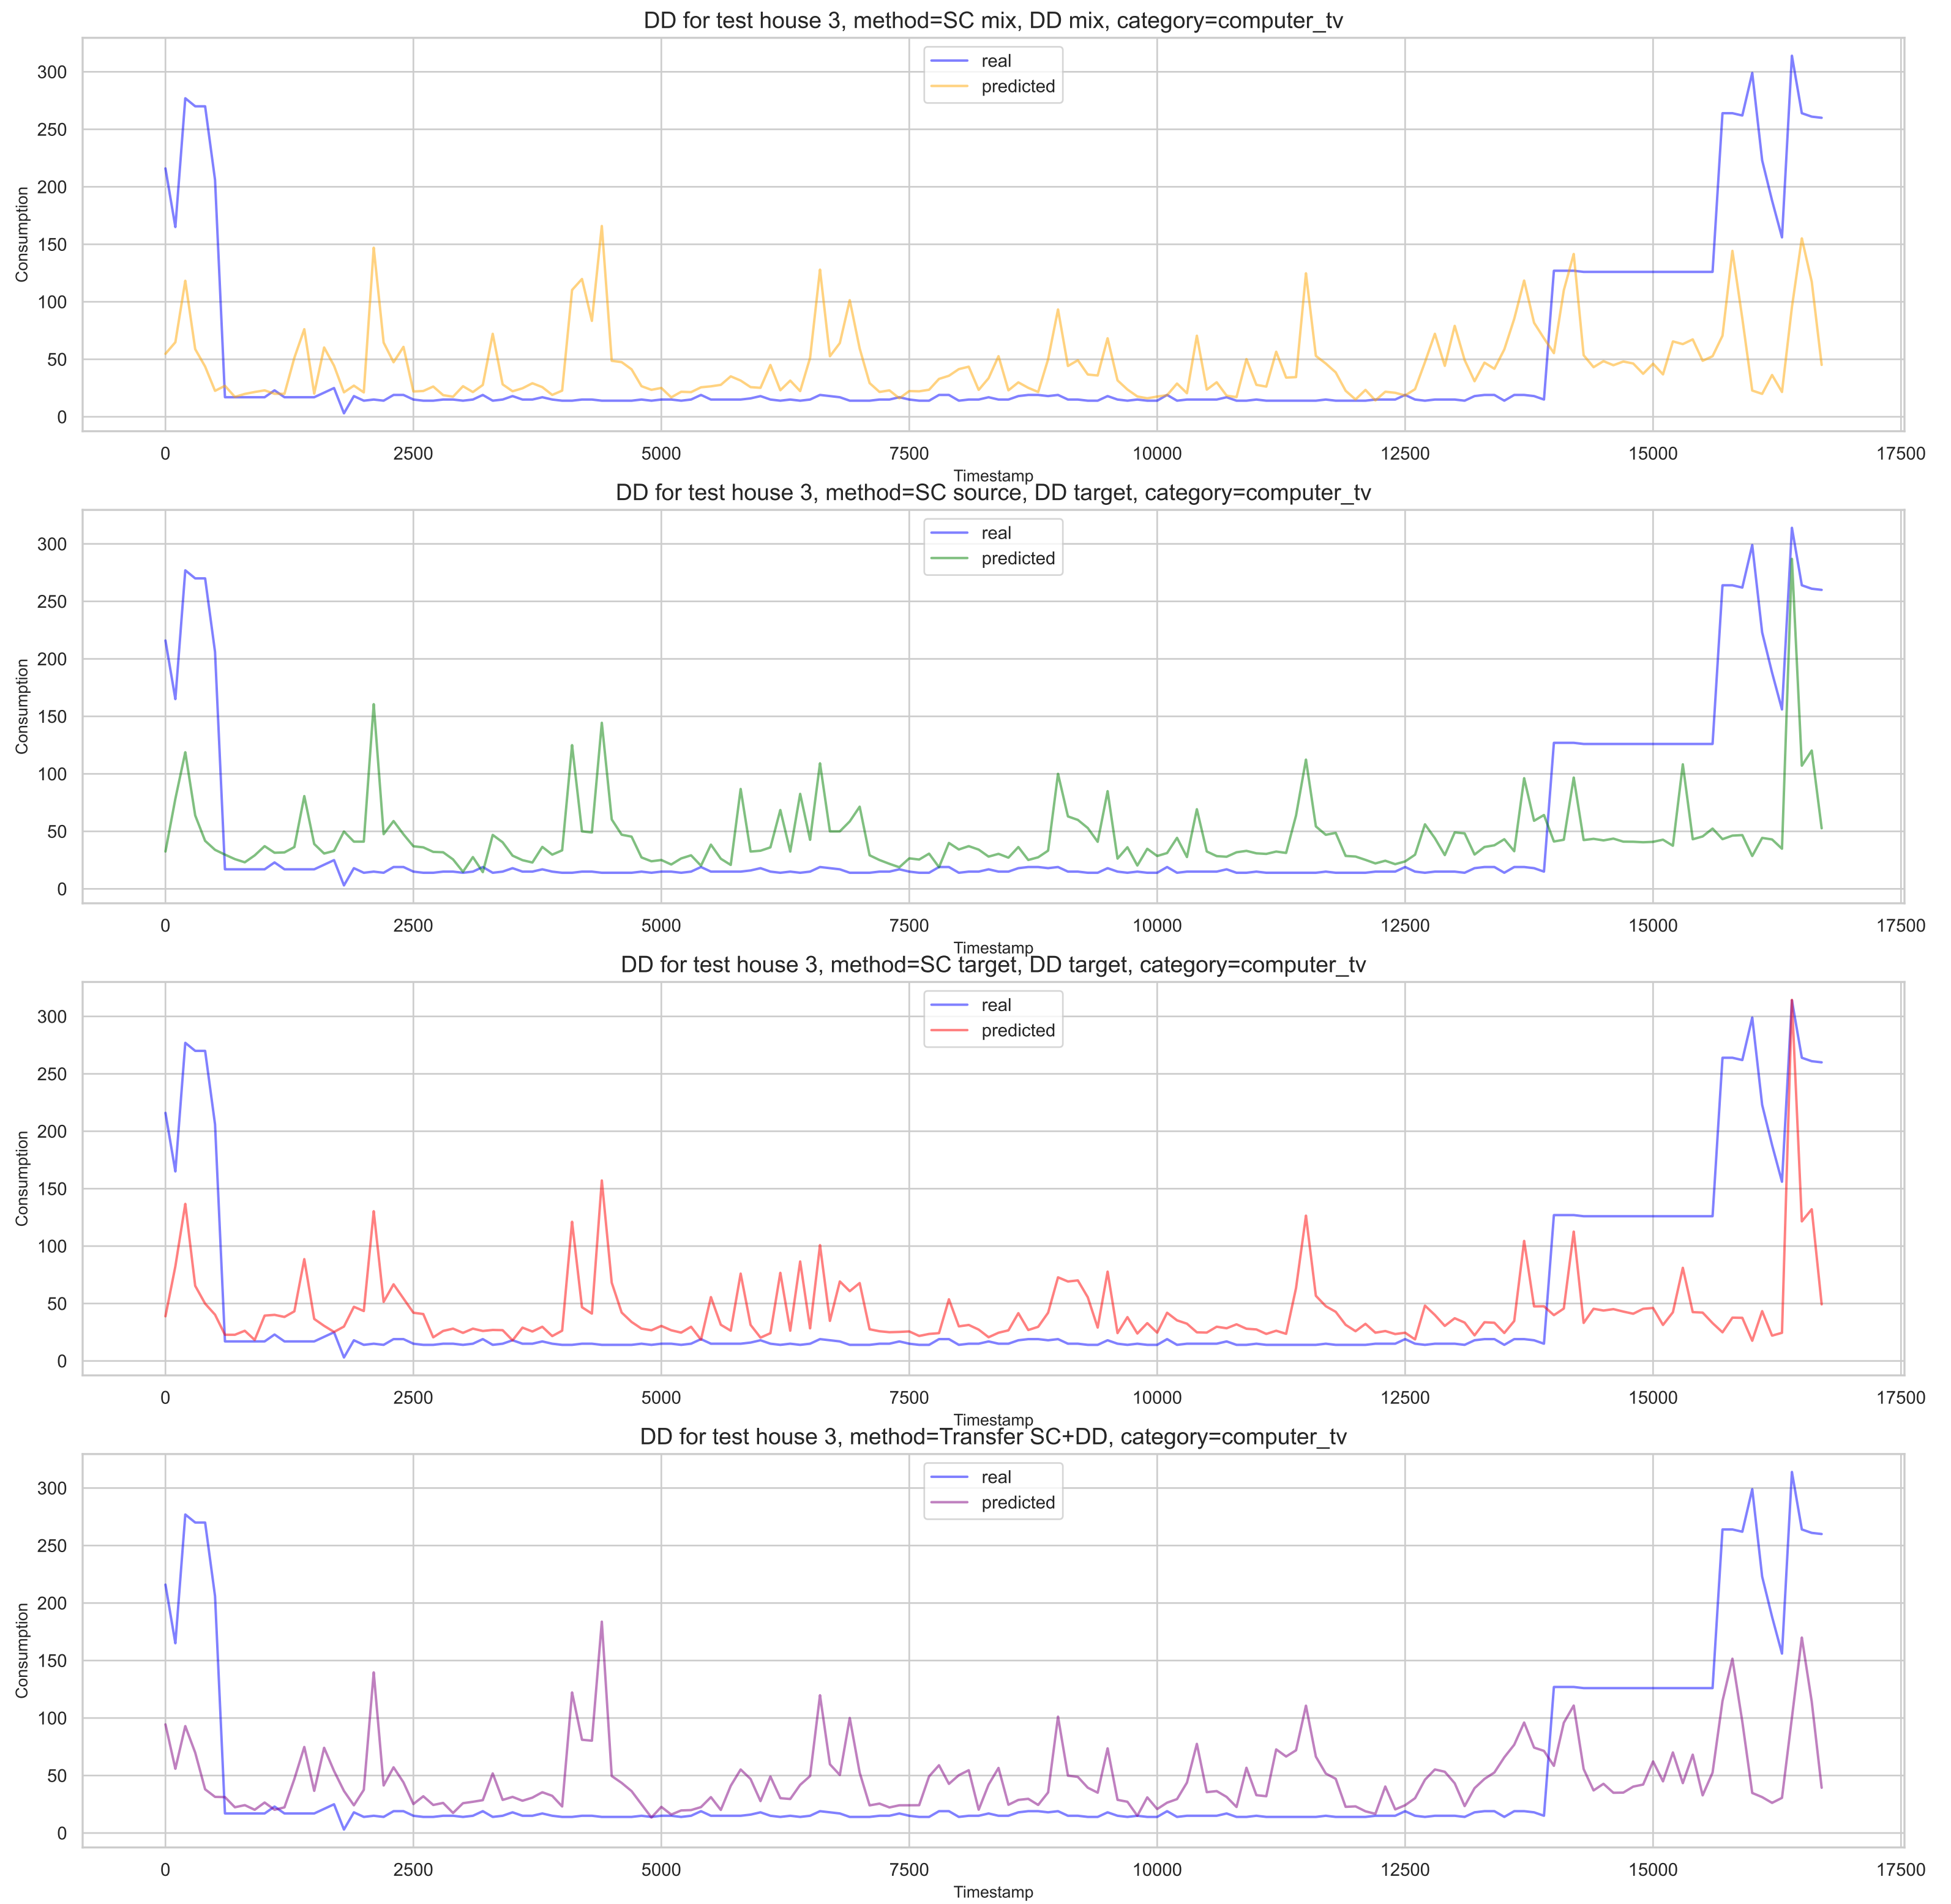 DD for test house 3, method=SC mix, DD mix, category=computer_tv
real
predicted
Consumption
300
250
200
150
100
50
0
0 2500 5000 7500 10000 12500 15000 17500
Timestamp
DD for test house 3, method=SC source, DD target, category=computer_tv
real
predicted
Consumption
300
250
200
150
100
50
0
0 2500 5000 7500 10000 12500 15000 17500
Timestamp
DD for test house 3, method=SC target, DD target, category=computer_tv
real
predicted
Consumption
300
250
200
150
100
50
0
0 2500 5000 7500 10000 12500 15000 17500
Timestamp
DD for test house 3, method=Transfer SC+DD, category=computer_tv
real
predicted
Consumption
300
250
200
150
100
50
0
0 2500 5000 7500 10000 12500 15000 17500
Timestamp